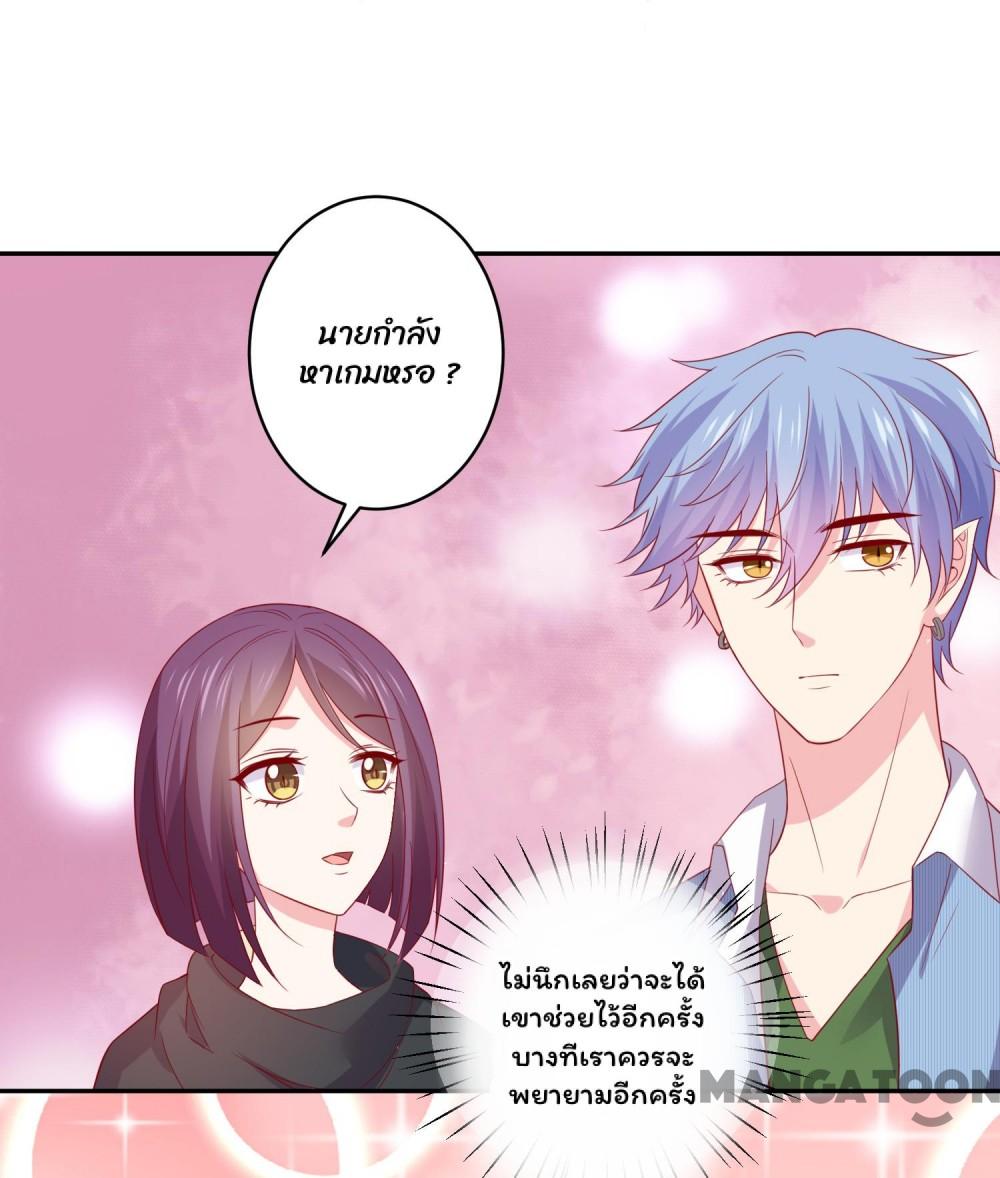 นายกำลัง
หาเกมหรอ ?
ไม่นึกเลยว่าจะได้
เขาช่วยไว้อีกครั้ง
บางทีเราควรจะ
พยายามอีกครั้ง
MANGATOON